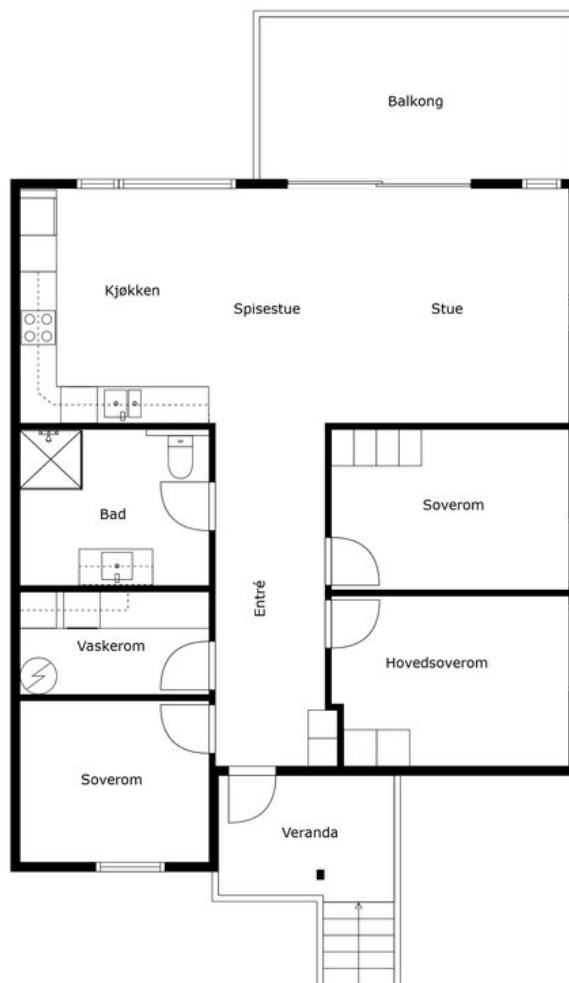 Balkong
Kjøkken
Spisestue
Stue
Bad
Soverom
Entré
Vaskerom
Hovedsoverom
Soverom
Veranda